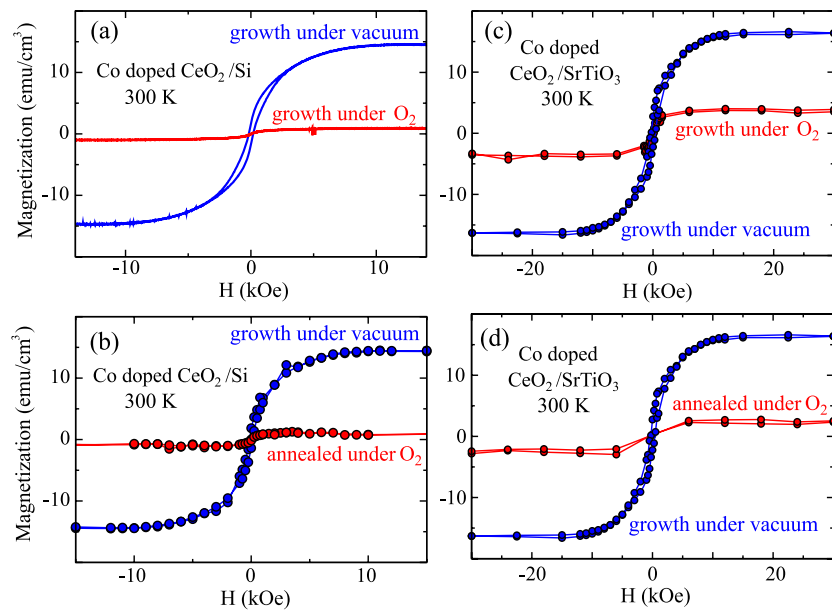 (a)
growth under vacuum
Co doped CeO₂/Si
300 K
growth under O₂
Magnetization (emu/cm³)
10
0
-10
-10
0
10
H (kOe)
(c)
Co doped
CeO₂/SrTiO₃
300 K
growth under O₂
growth under vacuum
10
0
-10
-20
0
20
H (kOe)
(b)
growth under vacuum
Co doped CeO₂/Si
300 K
annealed under O₂
Magnetization (emu/cm³)
10
0
-10
-10
0
10
H (kOe)
(d)
Co doped
CeO₂/SrTiO₃
300 K
annealed under O₂
growth under vacuum
10
0
-10
-20
0
20
H (kOe)